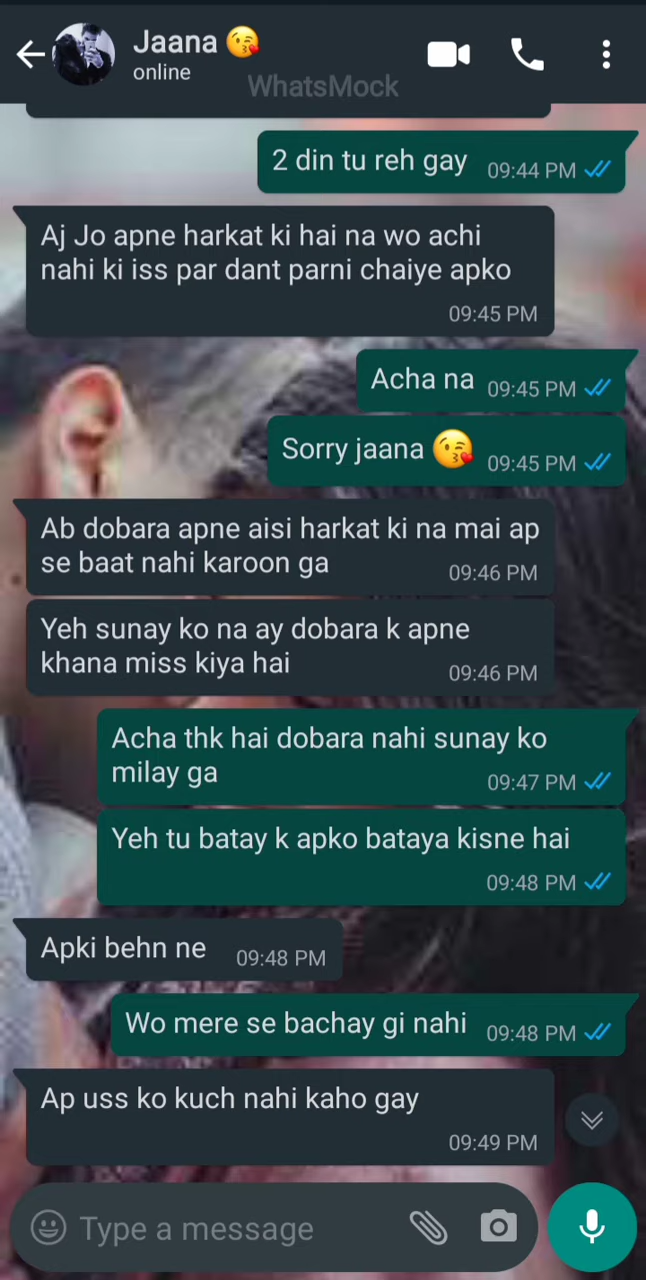 Jaana 😘
online
WhatsMock
2 din tu reh gay 09:44 PM
Aj Jo apne harkat ki hai na wo achi
nahi ki iss par dant parni chaiye apko
09:45 PM
Acha na 09:45 PM
Sorry jaana 😘 09:45 PM
Ab dobara apne aisi harkat ki na mai ap
se baat nahi karoon ga 09:46 PM
Yeh sunay ko na ay dobara k apne
khana miss kiya hai 09:46 PM
Acha thk hai dobara nahi sunay ko
milay ga 09:47 PM
Yeh tu batay k apko bataya kisne hai
09:48 PM
Apki behn ne 09:48 PM
Wo mere se bachay gi nahi 09:48 PM
Ap uss ko kuch nahi kaho gay
09:49 PM
Type a message